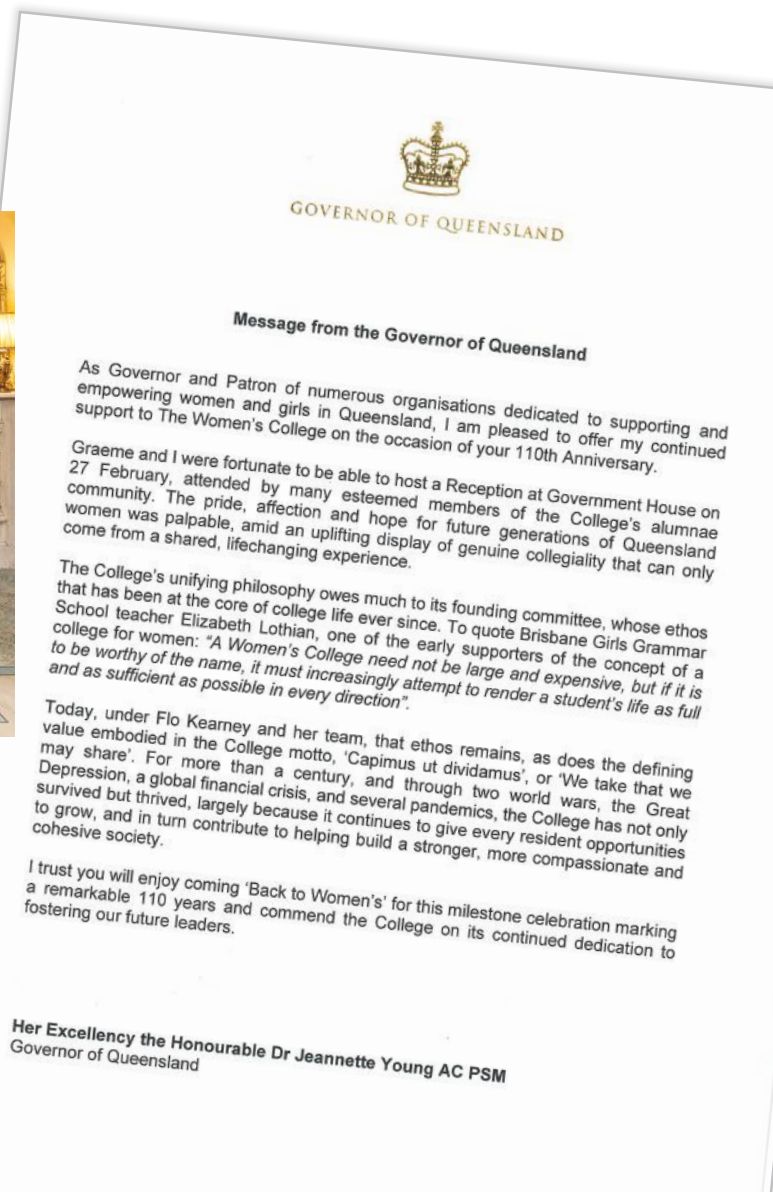 GOVERNOR OF QUEENSLAND
Message from the Governor of Queensland
As Governor and Patron of numerous organisations dedicated to supporting and
empowering women and girls in Queensland, I am pleased to offer my continued
support to The Women's College on the occasion of your 110th Anniversary.
Graeme and I were fortunate to be able to host a Reception at Government House on
27 February, attended by many esteemed members of the College's alumnae
community. The pride, affection and hope for future generations of Queensland
women was palpable, amid an uplifting display of genuine collegiality that can only
come from a shared, lifechanging experience.
The College's unifying philosophy owes much to its founding committee, whose ethos
that has been at the core of college life ever since. To quote Brisbane Girls Grammar
School teacher Elizabeth Lothian, one of the early supporters of the concept of a
college for women: "A Women's College need not be large and expensive, but if it is
to be worthy of the name, it must increasingly attempt to render a student's life as full
and as sufficient as possible in every direction".
Today, under Flo Kearney and her team, that ethos remains, as does the defining
value embodied in the College motto, 'Capimus ut dividamus', or 'We take that we
may share'. For more than a century, and through two world wars, the Great
Depression, a global financial crisis, and several pandemics, the College has not only
survived but thrived, largely because it continues to give every resident opportunities
to grow, and in turn contribute to helping build a stronger, more compassionate and
cohesive society.
I trust you will enjoy coming 'Back to Women's' for this milestone celebration marking
a remarkable 110 years and commend the College on its continued dedication to
fostering our future leaders.
Her Excellency the Honourable Dr Jeannette Young AC PSM
Governor of Queensland